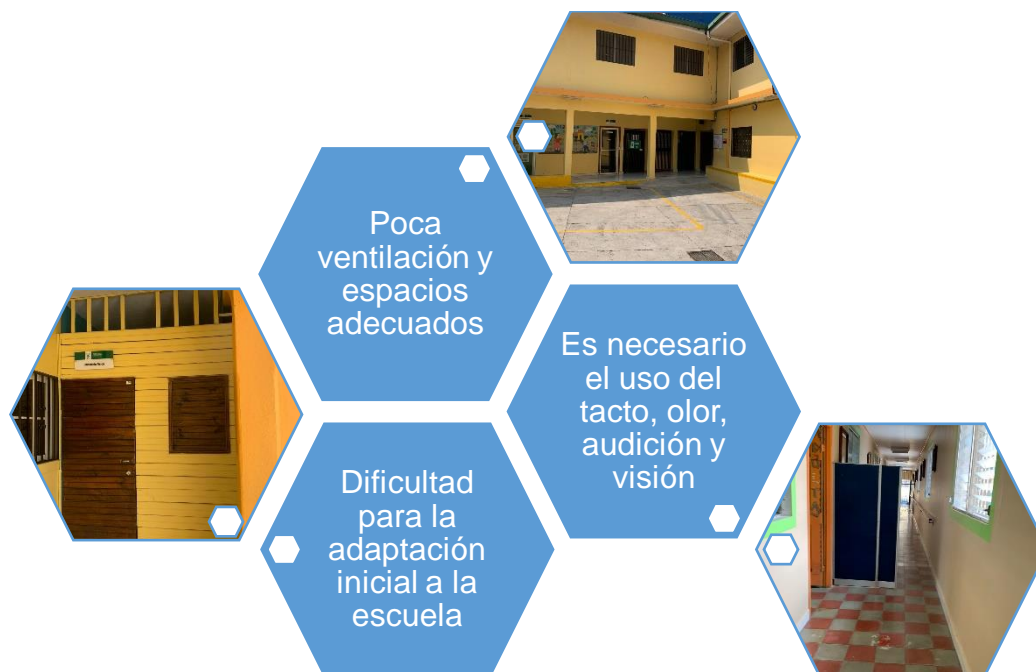 Poca
ventilación y
espacios
adecuados
Es necesario
el uso del
tacto, olor,
audición y
visión
Dificultad
para la
adaptación
inicial a la
escuela